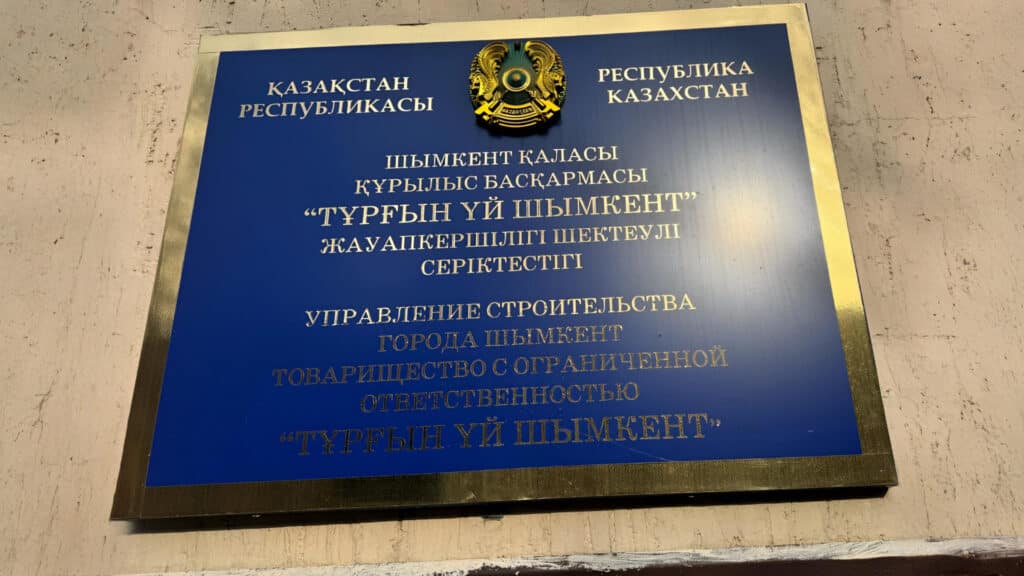 ҚАЗАҚСТАН
РЕСПУБЛИКАСЫ
РЕСПУБЛИКА
КАЗАХСТАН
ШЫМКЕНТ ҚАЛАСЫ
ҚҰРЫЛЫС БАСҚАРМАСЫ
“ТҰРҒЫН ҮЙ ШЫМКЕНТ”
ЖАУАПКЕРШІЛІГІ ШЕКТЕУЛІ
СЕРІКТЕСТІГІ
УПРАВЛЕНИЕ СТРОИТЕЛЬСТВА
ГОРОДА ШЫМКЕНТ
ТОВАРИЩЕСТВО С ОГРАНИЧЕННОЙ
ОТВЕТСТВЕННОСТЬЮ
“ТҰРҒЫН ҮЙ ШЫМКЕНТ”